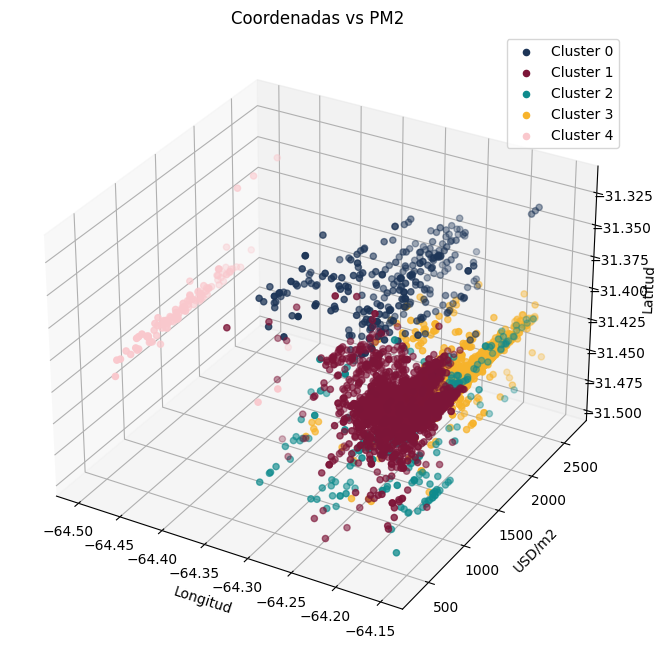 Coordenadas vs PM2
Cluster 0
Cluster 1
Cluster 2
Cluster 3
Cluster 4
−31.325
−31.350
−31.375
−31.400
−31.425
−31.450
−31.475
−31.500
Latitud
2500
2000
1500
1000
500
USD/m2
−64.50
−64.45
−64.40
−64.35
−64.30
−64.25
−64.20
−64.15
Longitud